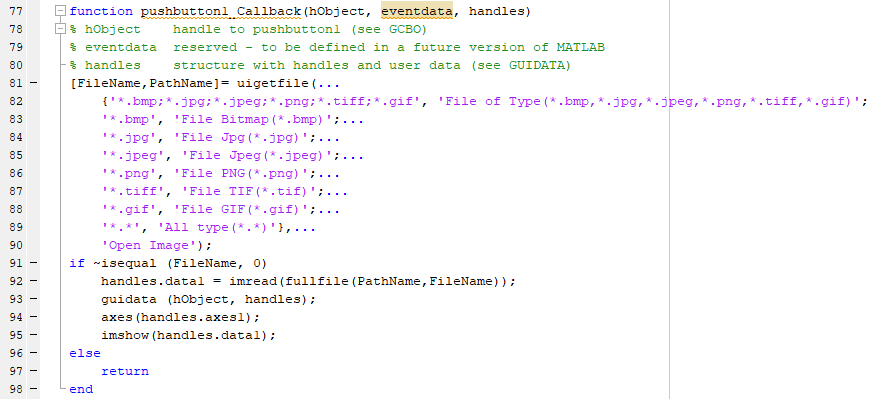 77 function pushbutton1_Callback(hObject, eventdata, handles)
78 % hObject    handle to pushbutton1 (see GCBO)
79 % eventdata  reserved - to be defined in a future version of MATLAB
80 % handles    structure with handles and user data (see GUIDATA)
81 - [FileName,PathName]= uigetfile(...
82     {'*.bmp;*.jpg;*.jpeg;*.png;*.tiff;*.gif', 'File of Type(*.bmp,*.jpg,*.jpeg,*.png,*.tiff,*.gif)';
83     '*.bmp', 'File Bitmap(*.bmp)';...
84     '*.jpg', 'File Jpg(*.jpg)';...
85     '*.jpeg', 'File Jpeg(*.jpeg)';...
86     '*.png', 'File PNG(*.png)';...
87     '*.tiff', 'File TIF(*.tif)';...
88     '*.gif', 'File GIF(*.gif)';...
89     '*.*', 'All type(*.*)'},...
90     'Open Image');
91 - if ~isequal (FileName, 0)
92 -     handles.data1 = imread(fullfile(PathName,FileName));
93 -     guidata (hObject, handles);
94 -     axes(handles.axes1);
95 -     imshow(handles.data1);
96 - else
97 -     return
98 - end